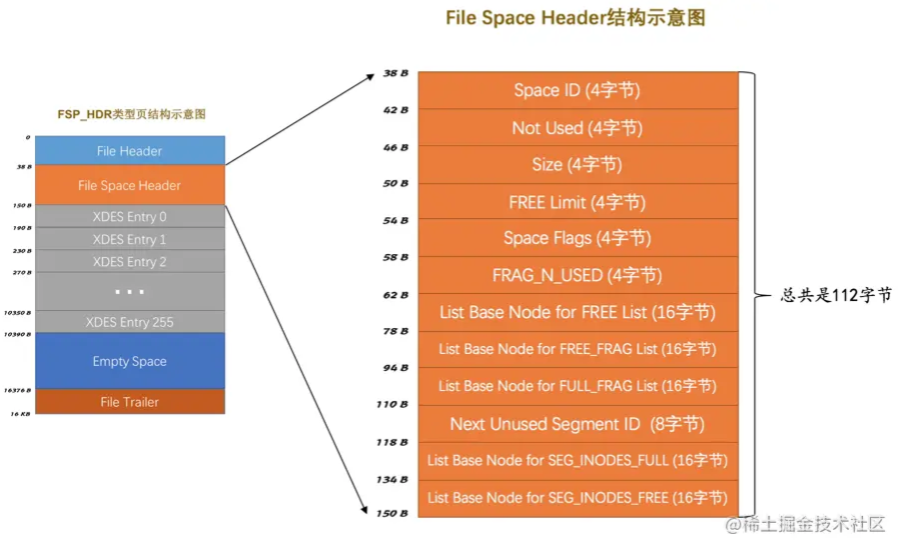 File Space Header结构示意图
FSP_HDR类型页结构示意图
0
File Header
38 B
File Space Header
150 B
XDES Entry 0
190 B
XDES Entry 1
230 B
XDES Entry 2
270 B
...
10350 B
XDES Entry 255
10390 B
Empty Space
16376 B
File Trailer
16 KB
38 B
Space ID (4字节)
42 B
Not Used (4字节)
46 B
Size (4字节)
50 B
FREE Limit (4字节)
54 B
Space Flags (4字节)
58 B
FRAG_N_USED (4字节)
62 B
List Base Node for FREE List (16字节)
78 B
List Base Node for FREE_FRAG List (16字节)
94 B
List Base Node for FULL_FRAG List (16字节)
110 B
Next Unused Segment ID (8字节)
118 B
List Base Node for SEG_INODES_FULL (16字节)
134 B
List Base Node for SEG_INODES_FREE (16字节)
150 B
总共是112字节
@稀土掘金技术社区